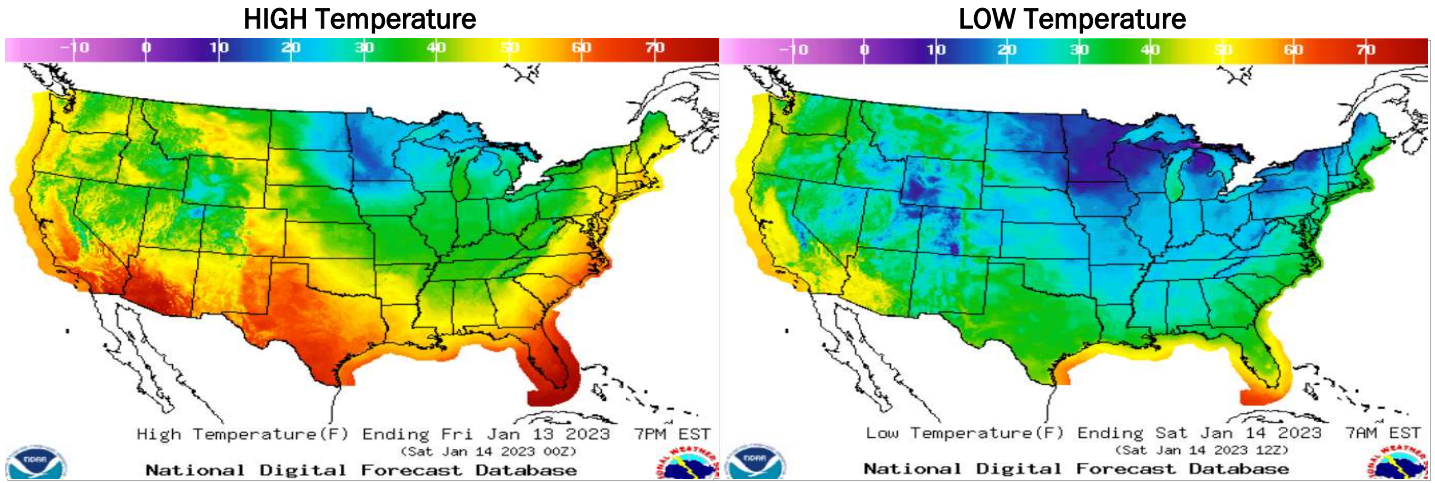 HIGH Temperature
-10 0 10 20 30 40 50 60 70
High Temperature(F) Ending Fri Jan 13 2023 7PM EST
(Sat Jan 14 2023 00Z)
National Digital Forecast Database
NOAA
LOW Temperature
-10 0 10 20 30 40 50 60 70
Low Temperature(F) Ending Sat Jan 14 2023 7AM EST
(Sat Jan 14 2023 12Z)
National Digital Forecast Database
NOAA